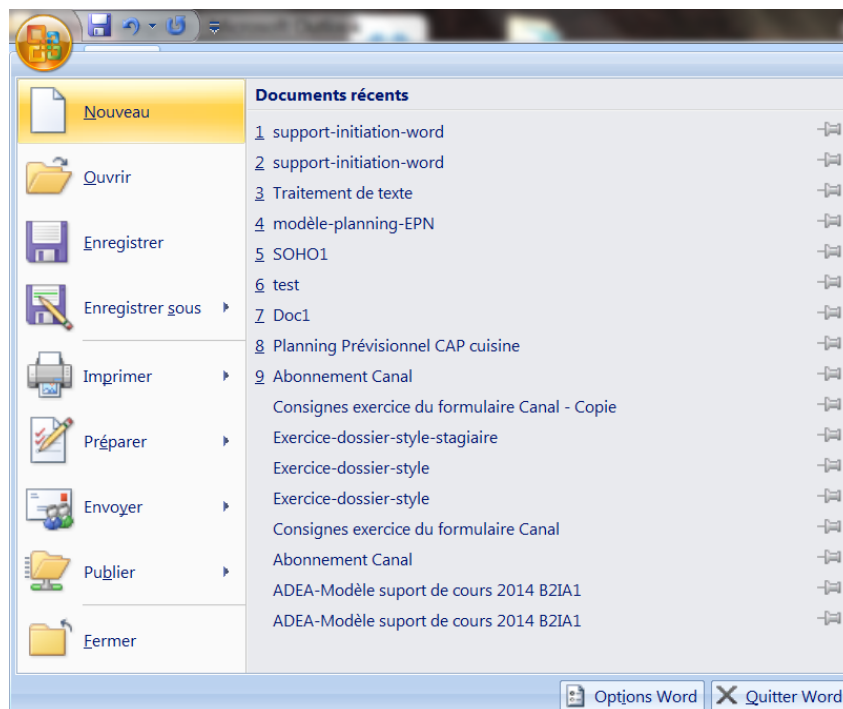 Microsoft Outlook
Nouveau
Ouvrir
Enregistrer
Enregistrer sous
Imprimer
Préparer
Envoyer
Publier
Fermer
Documents récents
1 support-initiation-word
2 support-initiation-word
3 Traitement de texte
4 modèle-planning-EPN
5 SOHO1
6 test
7 Doc1
8 Planning Prévisionnel CAP cuisine
9 Abonnement Canal
Consignes exercice du formulaire Canal - Copie
Exercice-dossier-style-stagiaire
Exercice-dossier-style
Exercice-dossier-style
Consignes exercice du formulaire Canal
Abonnement Canal
ADEA-Modèle suport de cours 2014 B2IA1
ADEA-Modèle suport de cours 2014 B2IA1
Options Word
Quitter Word